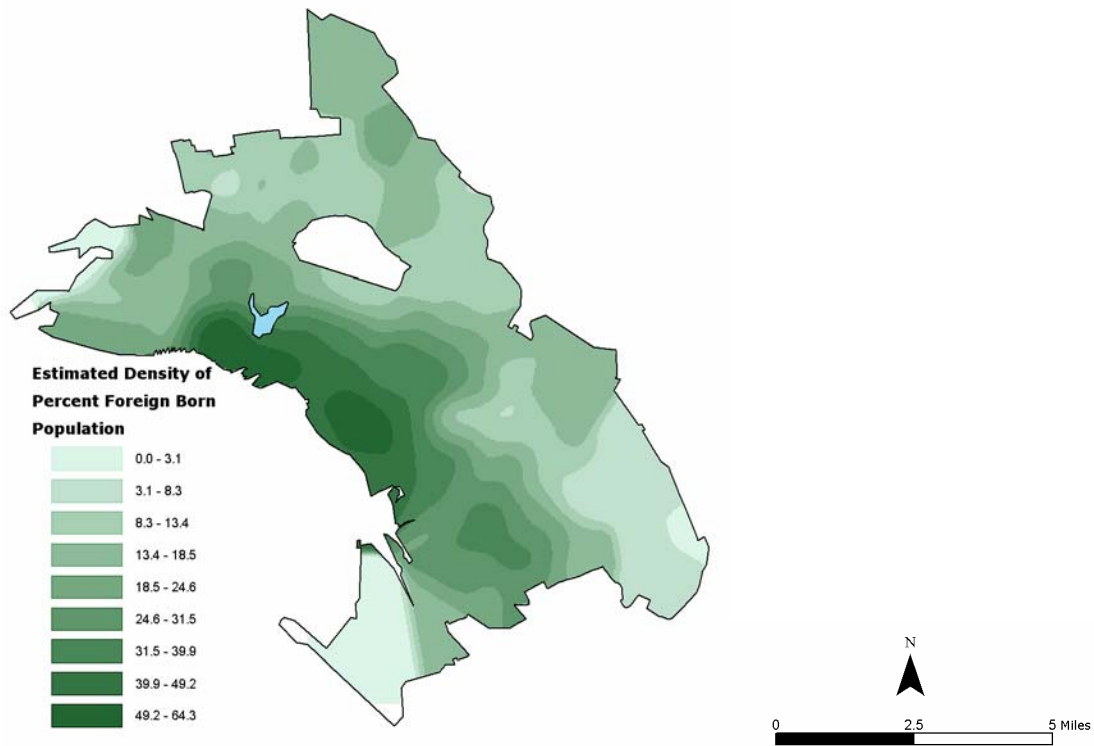 Estimated Density of
Percent Foreign Born
Population
0.0 - 3.1
3.1 - 8.3
8.3 - 13.4
13.4 - 18.5
18.5 - 24.6
24.6 - 31.5
31.5 - 39.9
39.9 - 49.2
49.2 - 64.3
N
0 2.5 5 Miles